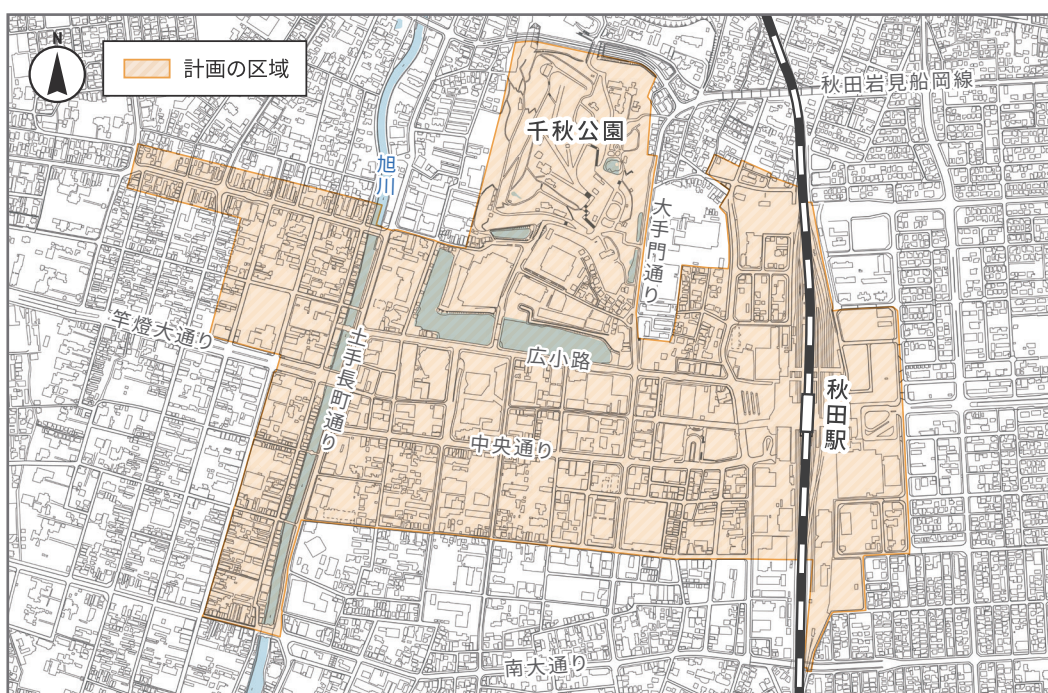 N
計画の区域
秋田岩見船岡線
千秋公園
旭川
大手門通り
竿燈大通り
土手長町通り
広小路
秋田駅
中央通り
南大通り